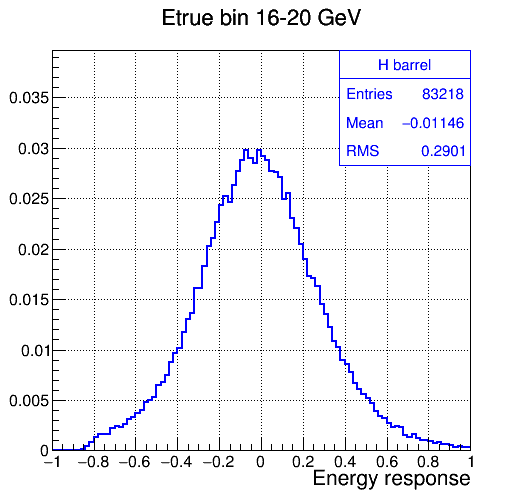 Etrue bin 16-20 GeV
H barrel
Entries 83218
Mean −0.01146
RMS 0.2901
0.035
0.03
0.025
0.02
0.015
0.01
0.005
0
−1 −0.8 −0.6 −0.4 −0.2 0 0.2 0.4 0.6 0.8 1
Energy response